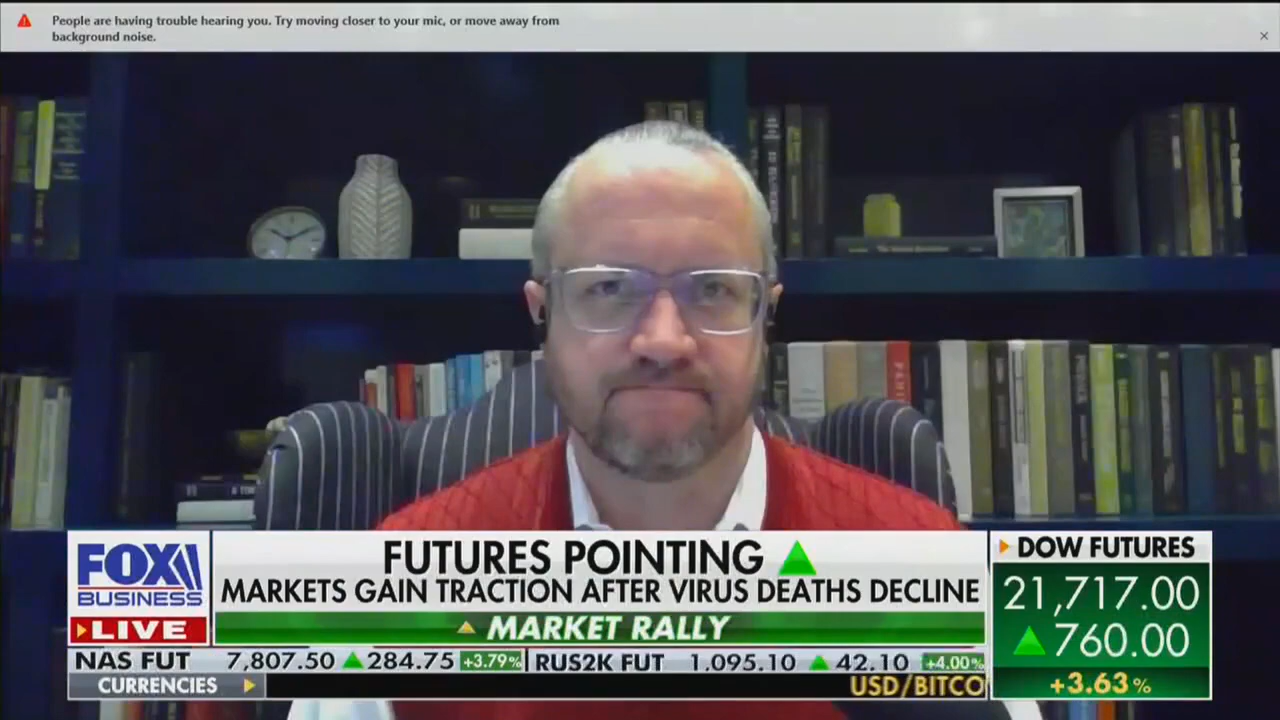 People are having trouble hearing you. Try moving closer to your mic, or move away from
background noise.
FOX
BUSINESS
LIVE
FUTURES POINTING
MARKETS GAIN TRACTION AFTER VIRUS DEATHS DECLINE
MARKET RALLY
DOW FUTURES
21,717.00
760.00
+3.63%
NAS FUT 7,807.50 284.75 +3.79% RUS2K FUT 1,095.10 42.10 +4.00%
CURRENCIES
USD/BITCO